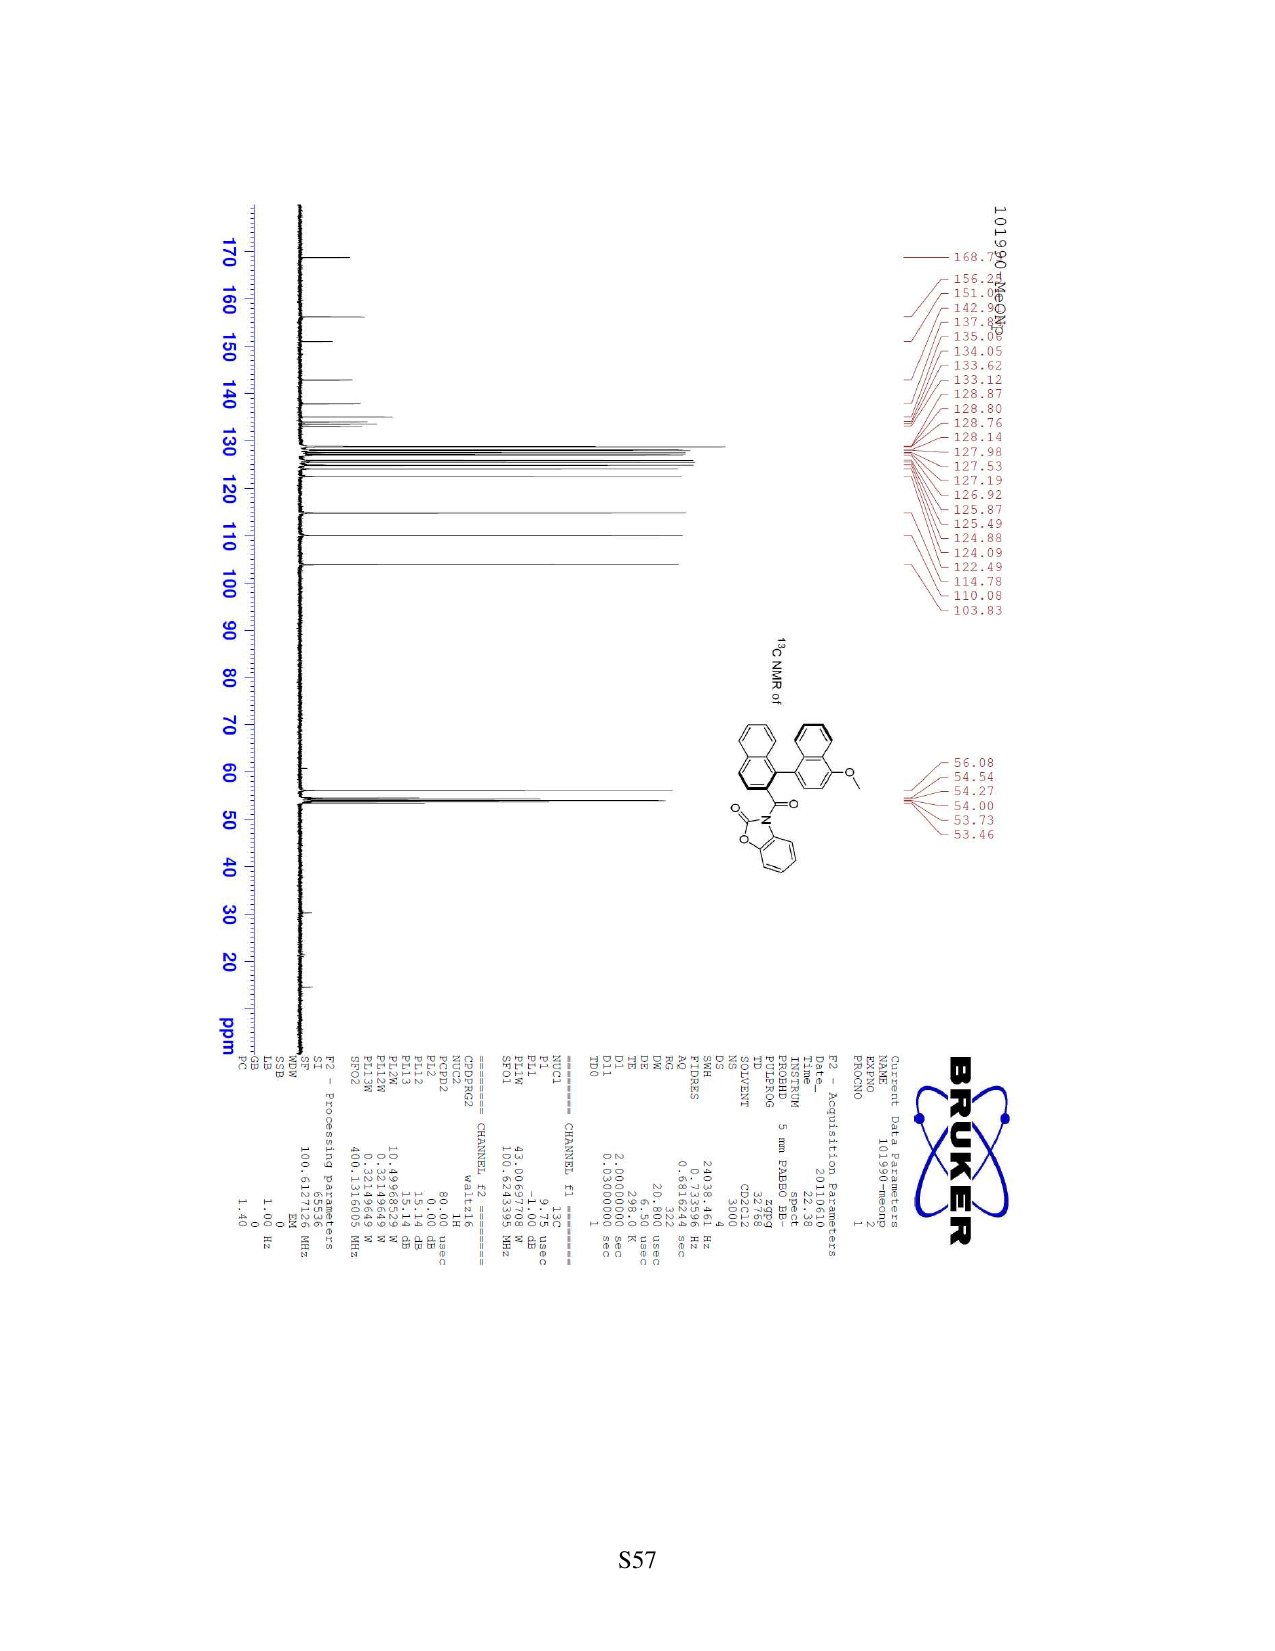 101990-MeONp
168.7
156.2
151.0
142.9
137.8
135.06
134.05
133.62
133.12
128.87
128.80
128.76
128.14
127.98
127.53
127.19
126.92
125.87
125.49
124.88
124.09
122.49
114.78
110.08
103.83
56.08
54.54
54.27
54.00
53.73
53.46
13C NMR of
O
O
N
O
O
170 160 150 140 130 120 110 100 90 80 70 60 50 40 30 20 ppm
BRUKER
Current Data Parameters
NAME 101990-meonp
EXPNO 2
PROCNO 1
F2 - Acquisition Parameters
Date_ 20110610
Time 22.38
INSTRUM spect
PROBHD 5 mm PABBO BB-
PULPROG zgpg
TD 32768
SOLVENT CD2Cl2
NS 3000
DS 4
SWH 24038.461 Hz
FIDRES 0.733596 Hz
AQ 0.6816244 sec
RG 322
DW 20.800 usec
DE 6.50 usec
TE 298.0 K
D1 2.00000000 sec
D11 0.03000000 sec
TD0 1
======== CHANNEL f1 ========
NUC1 13C
P1 9.75 usec
PL1 -1.00 dB
PL1W 43.00697708 W
SFO1 100.6243395 MHz
======== CHANNEL f2 ========
CPDPRG2 waltz16
NUC2 1H
PCPD2 80.00 usec
PL2 0.00 dB
PL12 15.14 dB
PL13 15.14 dB
PL2W 10.49968529 W
PL12W 0.32149649 W
PL13W 0.32149649 W
SFO2 400.1316005 MHz
F2 - Processing parameters
SI 65536
SF 100.6127126 MHz
WDW EM
SSB 0
LB 1.00 Hz
GB 0
PC 1.40
S57